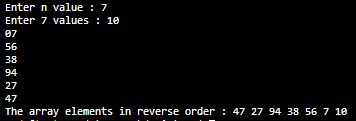 Enter n value : 7
Enter 7 values : 10
07
56
38
94
27
47
The array elements in reverse order : 47 27 94 38 56 7 10